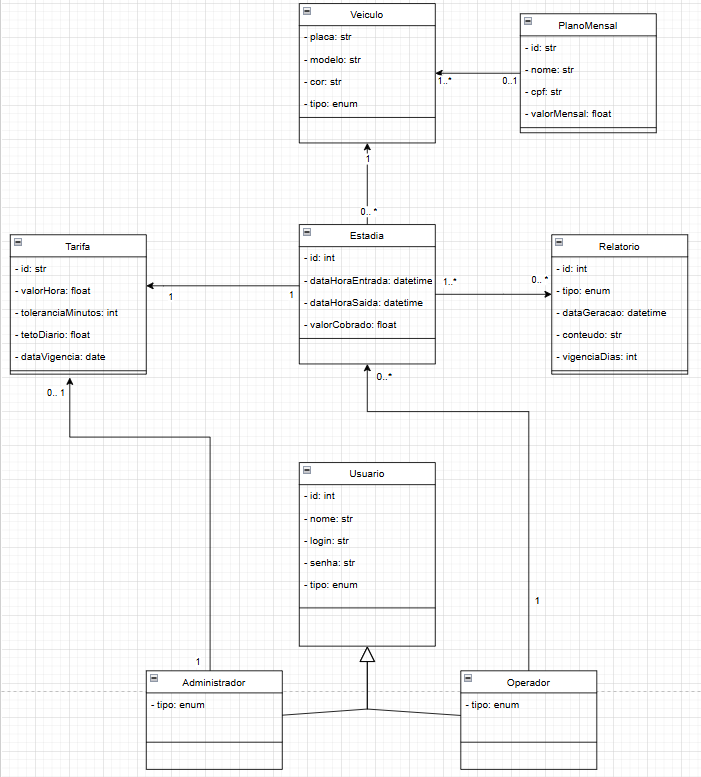 Veiculo
- placa: str
- modelo: str
- cor: str
- tipo: enum
PlanoMensal
- id: str
- nome: str
- cpf: str
- valorMensal: float
1..*
0..1
1
0.. *
Tarifa
- id: str
- valorHora: float
- toleranciaMinutos: int
- tetoDiario: float
- dataVigencia: date
Estadia
- id: int
- dataHoraEntrada: datetime
- dataHoraSaida: datetime
- valorCobrado: float
Relatorio
- id: int
- tipo: enum
- dataGeracao: datetime
- conteudo: str
- vigenciaDias: int
1
1
1..*
0.. *
0.. 1
0..*
Usuario
- id: int
- nome: str
- login: str
- senha: str
- tipo: enum
1
1
Administrador
- tipo: enum
Operador
- tipo: enum